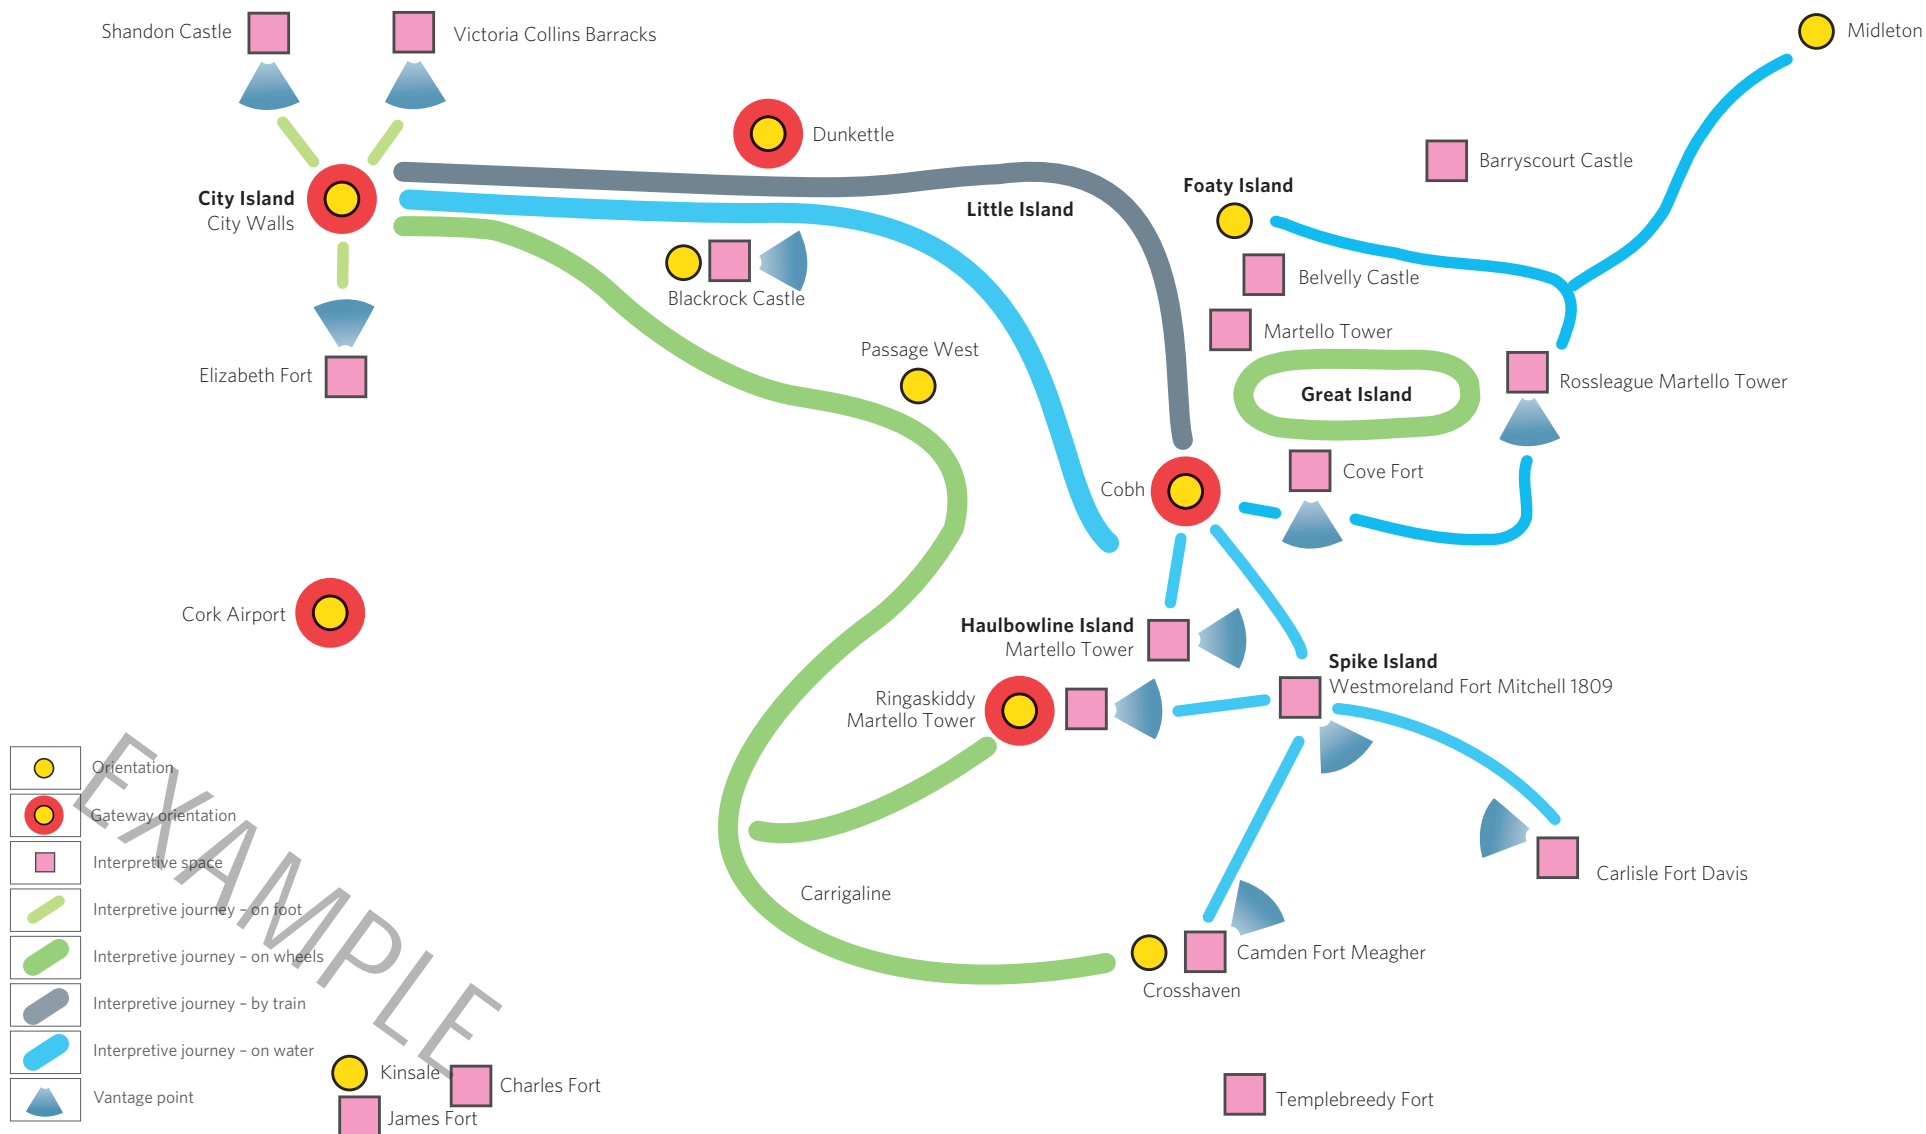 Shandon Castle
Victoria Collins Barracks
Midleton
Dunkettle
Barryscourt Castle
City Island
City Walls
Little Island
Foaty Island
Belvelly Castle
Blackrock Castle
Martello Tower
Passage West
Elizabeth Fort
Great Island
Rossleague Martello Tower
Cove Fort
Cobh
Cork Airport
Haulbowline Island
Martello Tower
Spike Island
Westmoreland Fort Mitchell 1809
Ringaskiddy
Martello Tower
Carlisle Fort Davis
Carrigaline
Camden Fort Meagher
Crosshaven
Orientation
Gateway orientation
Interpretive space
Interpretive journey – on foot
Interpretive journey – on wheels
Interpretive journey – by train
Interpretive journey – on water
Vantage point
EXAMPLE
Kinsale
Charles Fort
James Fort
Templebreedy Fort